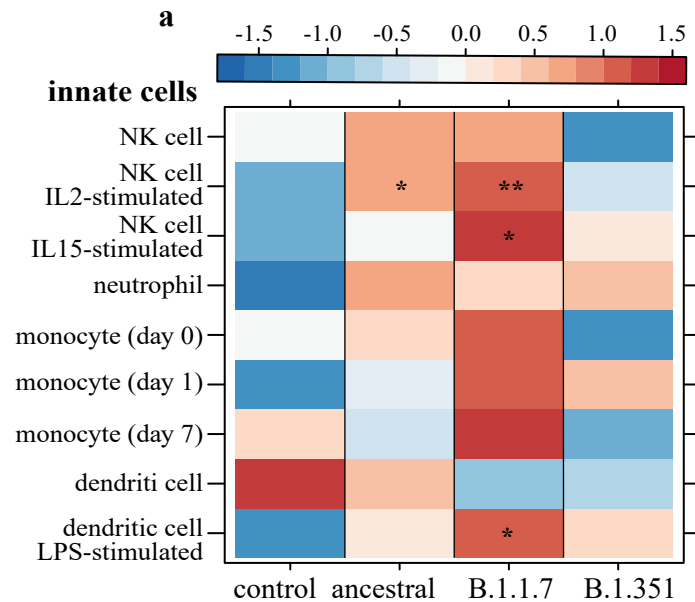 a
-1.5 -1.0 -0.5 0.0 0.5 1.0 1.5
innate cells
NK cell
NK cell
IL2-stimulated
* **
NK cell
IL15-stimulated
*
neutrophil
monocyte (day 0)
monocyte (day 1)
monocyte (day 7)
dendriti cell
dendritic cell
LPS-stimulated
*
control ancestral B.1.1.7 B.1.351